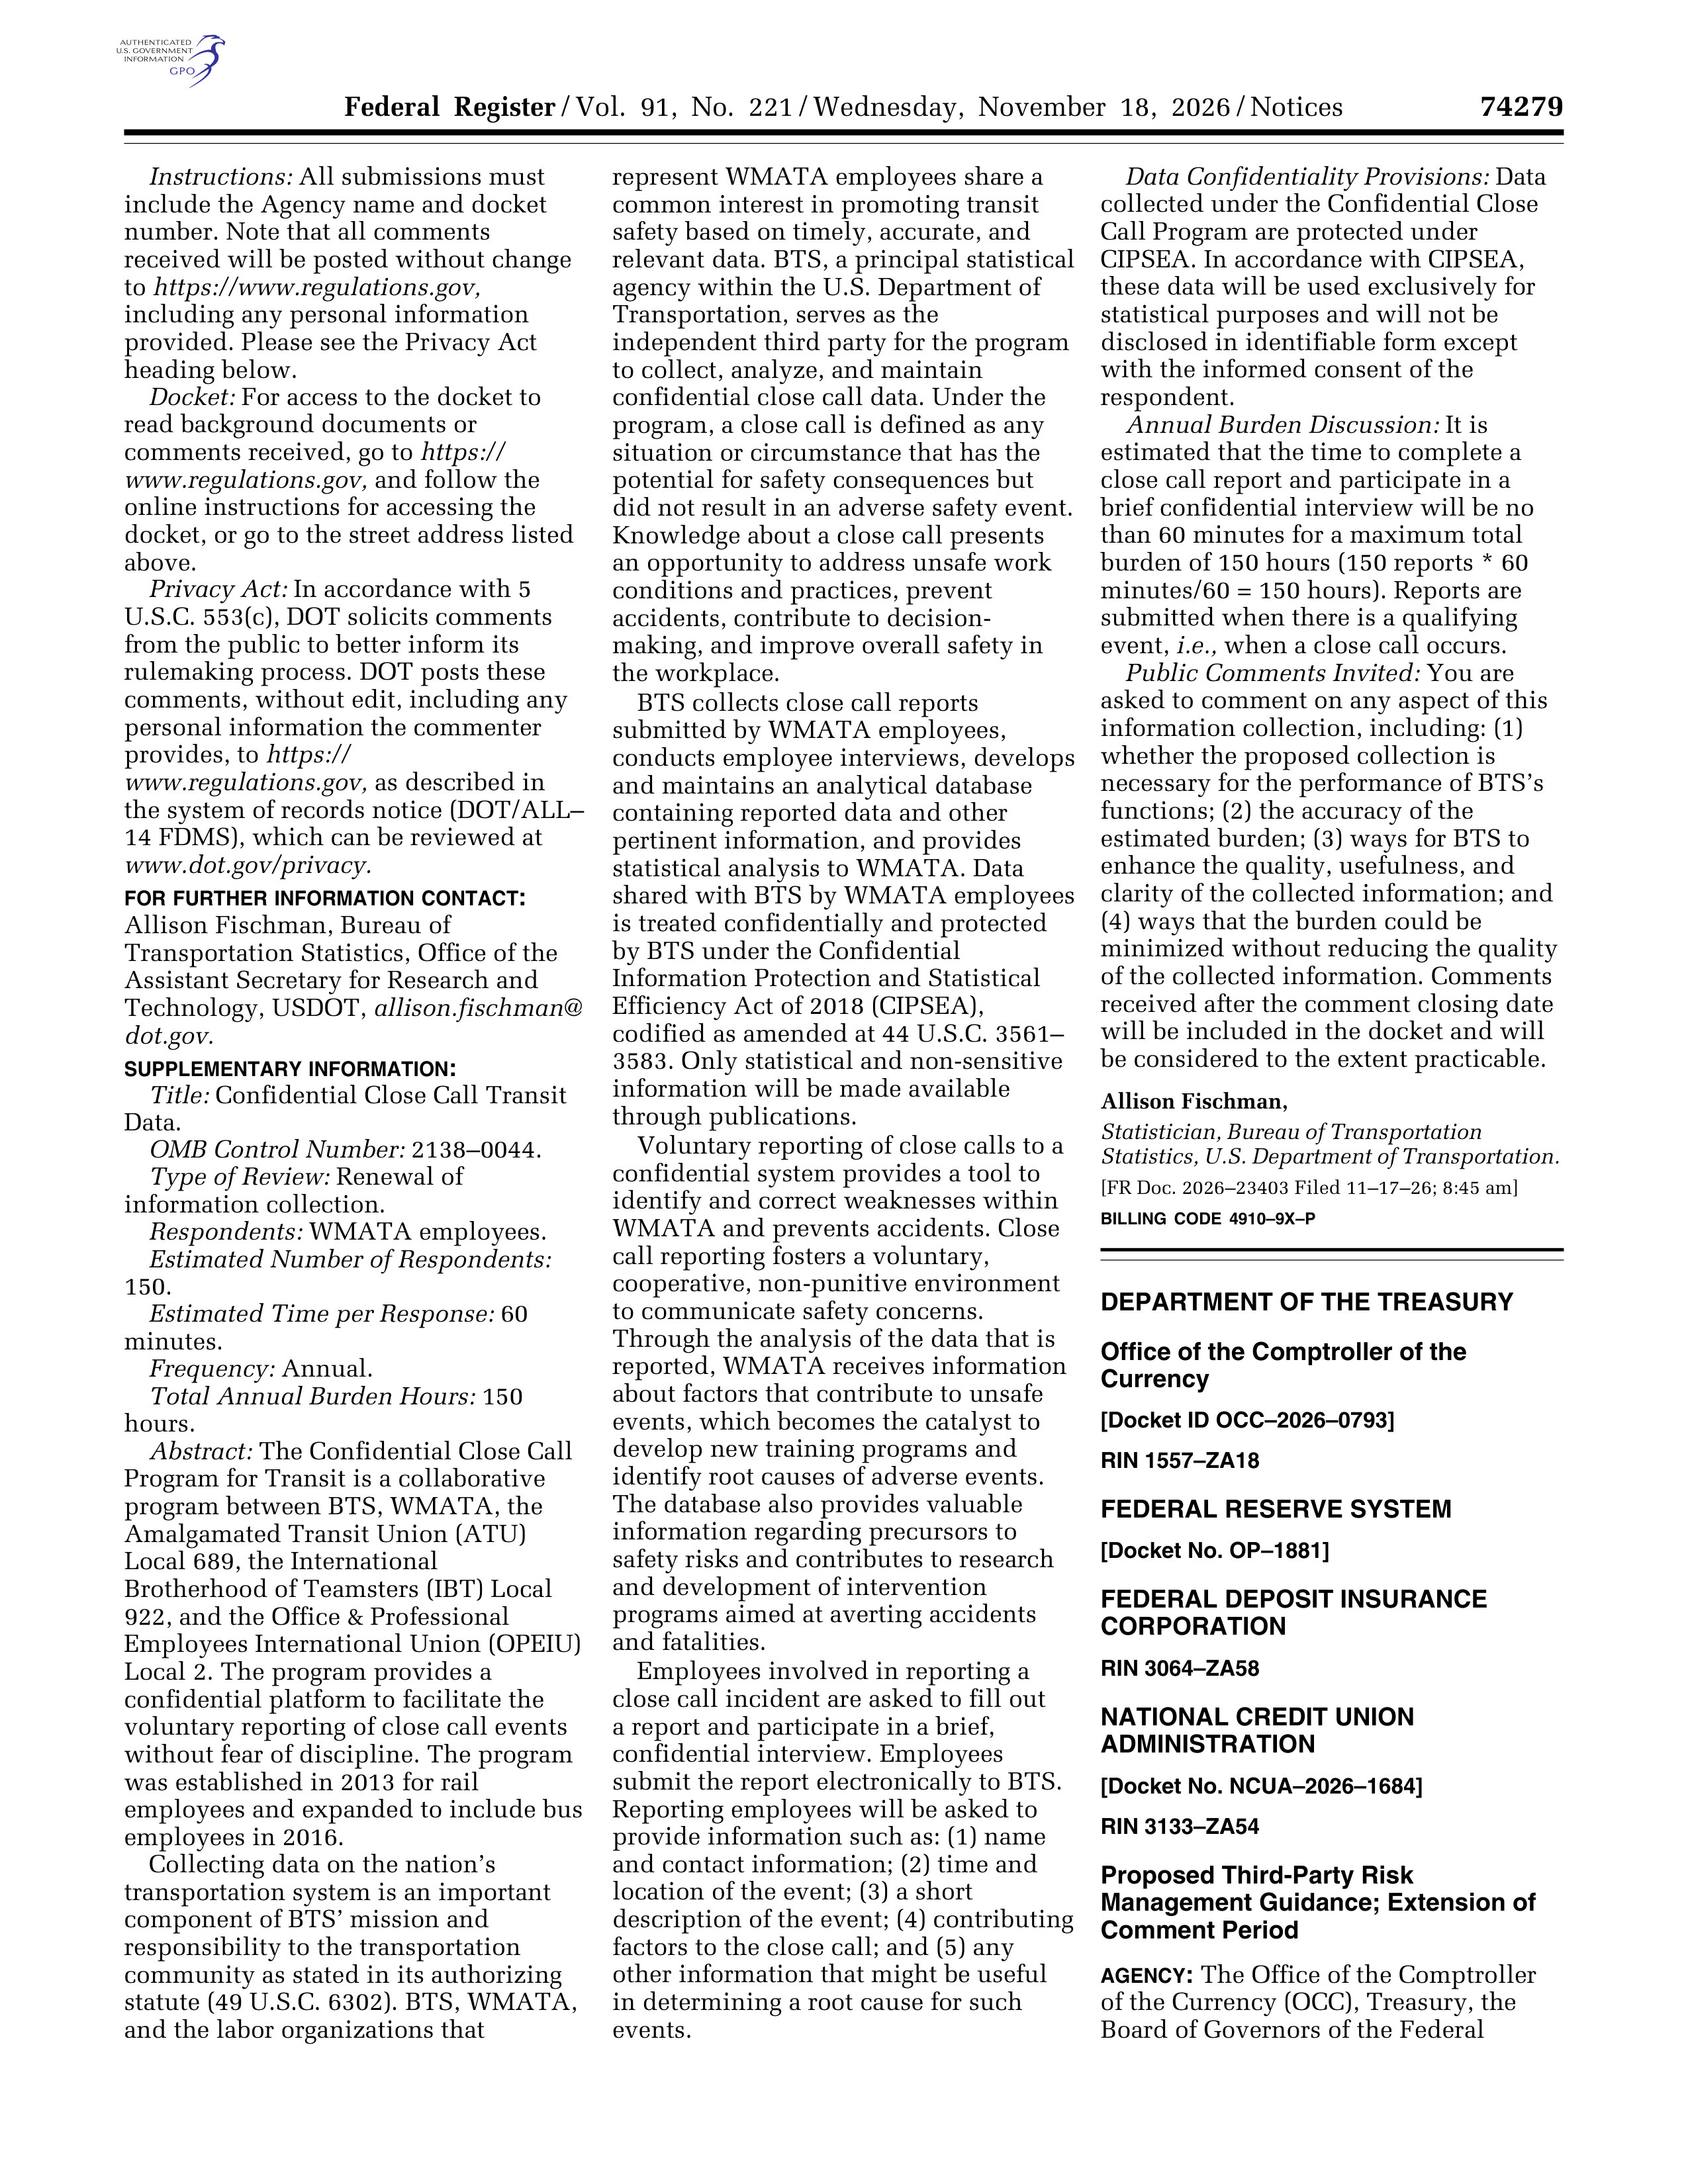 AUTHENTICATED
U.S. GOVERNMENT
INFORMATION
GPO
Federal Register / Vol. 91, No. 221 / Wednesday, November 18, 2026 / Notices 74279
Instructions: All submissions must
include the Agency name and docket
number. Note that all comments
received will be posted without change
to https://www.regulations.gov,
including any personal information
provided. Please see the Privacy Act
heading below.
Docket: For access to the docket to
read background documents or
comments received, go to https://
www.regulations.gov, and follow the
online instructions for accessing the
docket, or go to the street address listed
above.
Privacy Act: In accordance with 5
U.S.C. 553(c), DOT solicits comments
from the public to better inform its
rulemaking process. DOT posts these
comments, without edit, including any
personal information the commenter
provides, to https://
www.regulations.gov, as described in
the system of records notice (DOT/ALL–
14 FDMS), which can be reviewed at
www.dot.gov/privacy.
FOR FURTHER INFORMATION CONTACT:
Allison Fischman, Bureau of
Transportation Statistics, Office of the
Assistant Secretary for Research and
Technology, USDOT, allison.fischman@
dot.gov.
SUPPLEMENTARY INFORMATION:
Title: Confidential Close Call Transit
Data.
OMB Control Number: 2138–0044.
Type of Review: Renewal of
information collection.
Respondents: WMATA employees.
Estimated Number of Respondents:
150.
Estimated Time per Response: 60
minutes.
Frequency: Annual.
Total Annual Burden Hours: 150
hours.
Abstract: The Confidential Close Call
Program for Transit is a collaborative
program between BTS, WMATA, the
Amalgamated Transit Union (ATU)
Local 689, the International
Brotherhood of Teamsters (IBT) Local
922, and the Office & Professional
Employees International Union (OPEIU)
Local 2. The program provides a
confidential platform to facilitate the
voluntary reporting of close call events
without fear of discipline. The program
was established in 2013 for rail
employees and expanded to include bus
employees in 2016.
Collecting data on the nation's
transportation system is an important
component of BTS' mission and
responsibility to the transportation
community as stated in its authorizing
statute (49 U.S.C. 6302). BTS, WMATA,
and the labor organizations that
represent WMATA employees share a
common interest in promoting transit
safety based on timely, accurate, and
relevant data. BTS, a principal statistical
agency within the U.S. Department of
Transportation, serves as the
independent third party for the program
to collect, analyze, and maintain
confidential close call data. Under the
program, a close call is defined as any
situation or circumstance that has the
potential for safety consequences but
did not result in an adverse safety event.
Knowledge about a close call presents
an opportunity to address unsafe work
conditions and practices, prevent
accidents, contribute to decision-
making, and improve overall safety in
the workplace.
BTS collects close call reports
submitted by WMATA employees,
conducts employee interviews, develops
and maintains an analytical database
containing reported data and other
pertinent information, and provides
statistical analysis to WMATA. Data
shared with BTS by WMATA employees
is treated confidentially and protected
by BTS under the Confidential
Information Protection and Statistical
Efficiency Act of 2018 (CIPSEA),
codified as amended at 44 U.S.C. 3561–
3583. Only statistical and non-sensitive
information will be made available
through publications.
Voluntary reporting of close calls to a
confidential system provides a tool to
identify and correct weaknesses within
WMATA and prevents accidents. Close
call reporting fosters a voluntary,
cooperative, non-punitive environment
to communicate safety concerns.
Through the analysis of the data that is
reported, WMATA receives information
about factors that contribute to unsafe
events, which becomes the catalyst to
develop new training programs and
identify root causes of adverse events.
The database also provides valuable
information regarding precursors to
safety risks and contributes to research
and development of intervention
programs aimed at averting accidents
and fatalities.
Employees involved in reporting a
close call incident are asked to fill out
a report and participate in a brief,
confidential interview. Employees
submit the report electronically to BTS.
Reporting employees will be asked to
provide information such as: (1) name
and contact information; (2) time and
location of the event; (3) a short
description of the event; (4) contributing
factors to the close call; and (5) any
other information that might be useful
in determining a root cause for such
events.
Data Confidentiality Provisions: Data
collected under the Confidential Close
Call Program are protected under
CIPSEA. In accordance with CIPSEA,
these data will be used exclusively for
statistical purposes and will not be
disclosed in identifiable form except
with the informed consent of the
respondent.
Annual Burden Discussion: It is
estimated that the time to complete a
close call report and participate in a
brief confidential interview will be no
than 60 minutes for a maximum total
burden of 150 hours (150 reports * 60
minutes/60 = 150 hours). Reports are
submitted when there is a qualifying
event, i.e., when a close call occurs.
Public Comments Invited: You are
asked to comment on any aspect of this
information collection, including: (1)
whether the proposed collection is
necessary for the performance of BTS's
functions; (2) the accuracy of the
estimated burden; (3) ways for BTS to
enhance the quality, usefulness, and
clarity of the collected information; and
(4) ways that the burden could be
minimized without reducing the quality
of the collected information. Comments
received after the comment closing date
will be included in the docket and will
be considered to the extent practicable.
Allison Fischman,
Statistician, Bureau of Transportation
Statistics, U.S. Department of Transportation.
[FR Doc. 2026–23403 Filed 11–17–26; 8:45 am]
BILLING CODE 4910–9X–P
DEPARTMENT OF THE TREASURY
Office of the Comptroller of the
Currency
[Docket ID OCC–2026–0793]
RIN 1557–ZA18
FEDERAL RESERVE SYSTEM
[Docket No. OP–1881]
FEDERAL DEPOSIT INSURANCE
CORPORATION
RIN 3064–ZA58
NATIONAL CREDIT UNION
ADMINISTRATION
[Docket No. NCUA–2026–1684]
RIN 3133–ZA54
Proposed Third-Party Risk
Management Guidance; Extension of
Comment Period
AGENCY: The Office of the Comptroller
of the Currency (OCC), Treasury, the
Board of Governors of the Federal